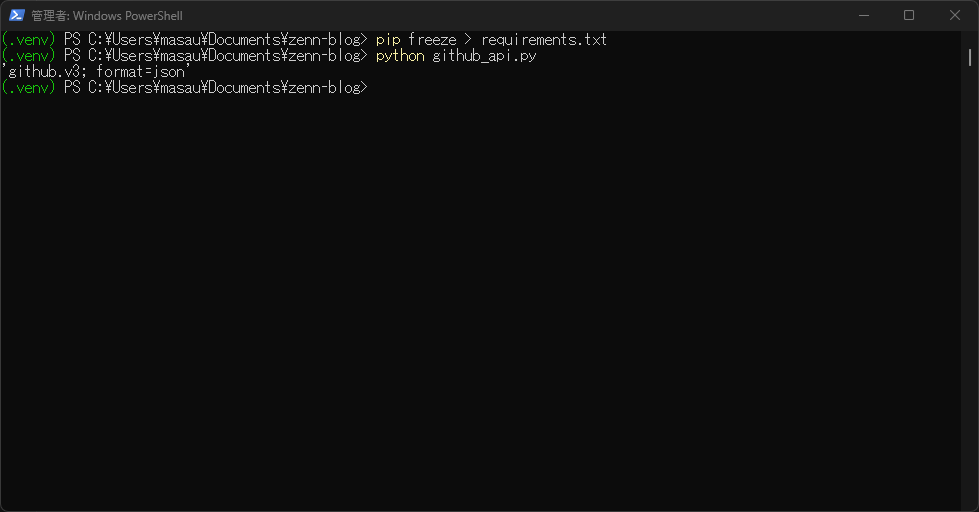 管理者: Windows PowerShell
(.venv) PS C:¥Users¥masau¥Documents¥zenn-blog> pip freeze > requirements.txt
(.venv) PS C:¥Users¥masau¥Documents¥zenn-blog> python github_api.py
'github.v3; format=json'
(.venv) PS C:¥Users¥masau¥Documents¥zenn-blog>